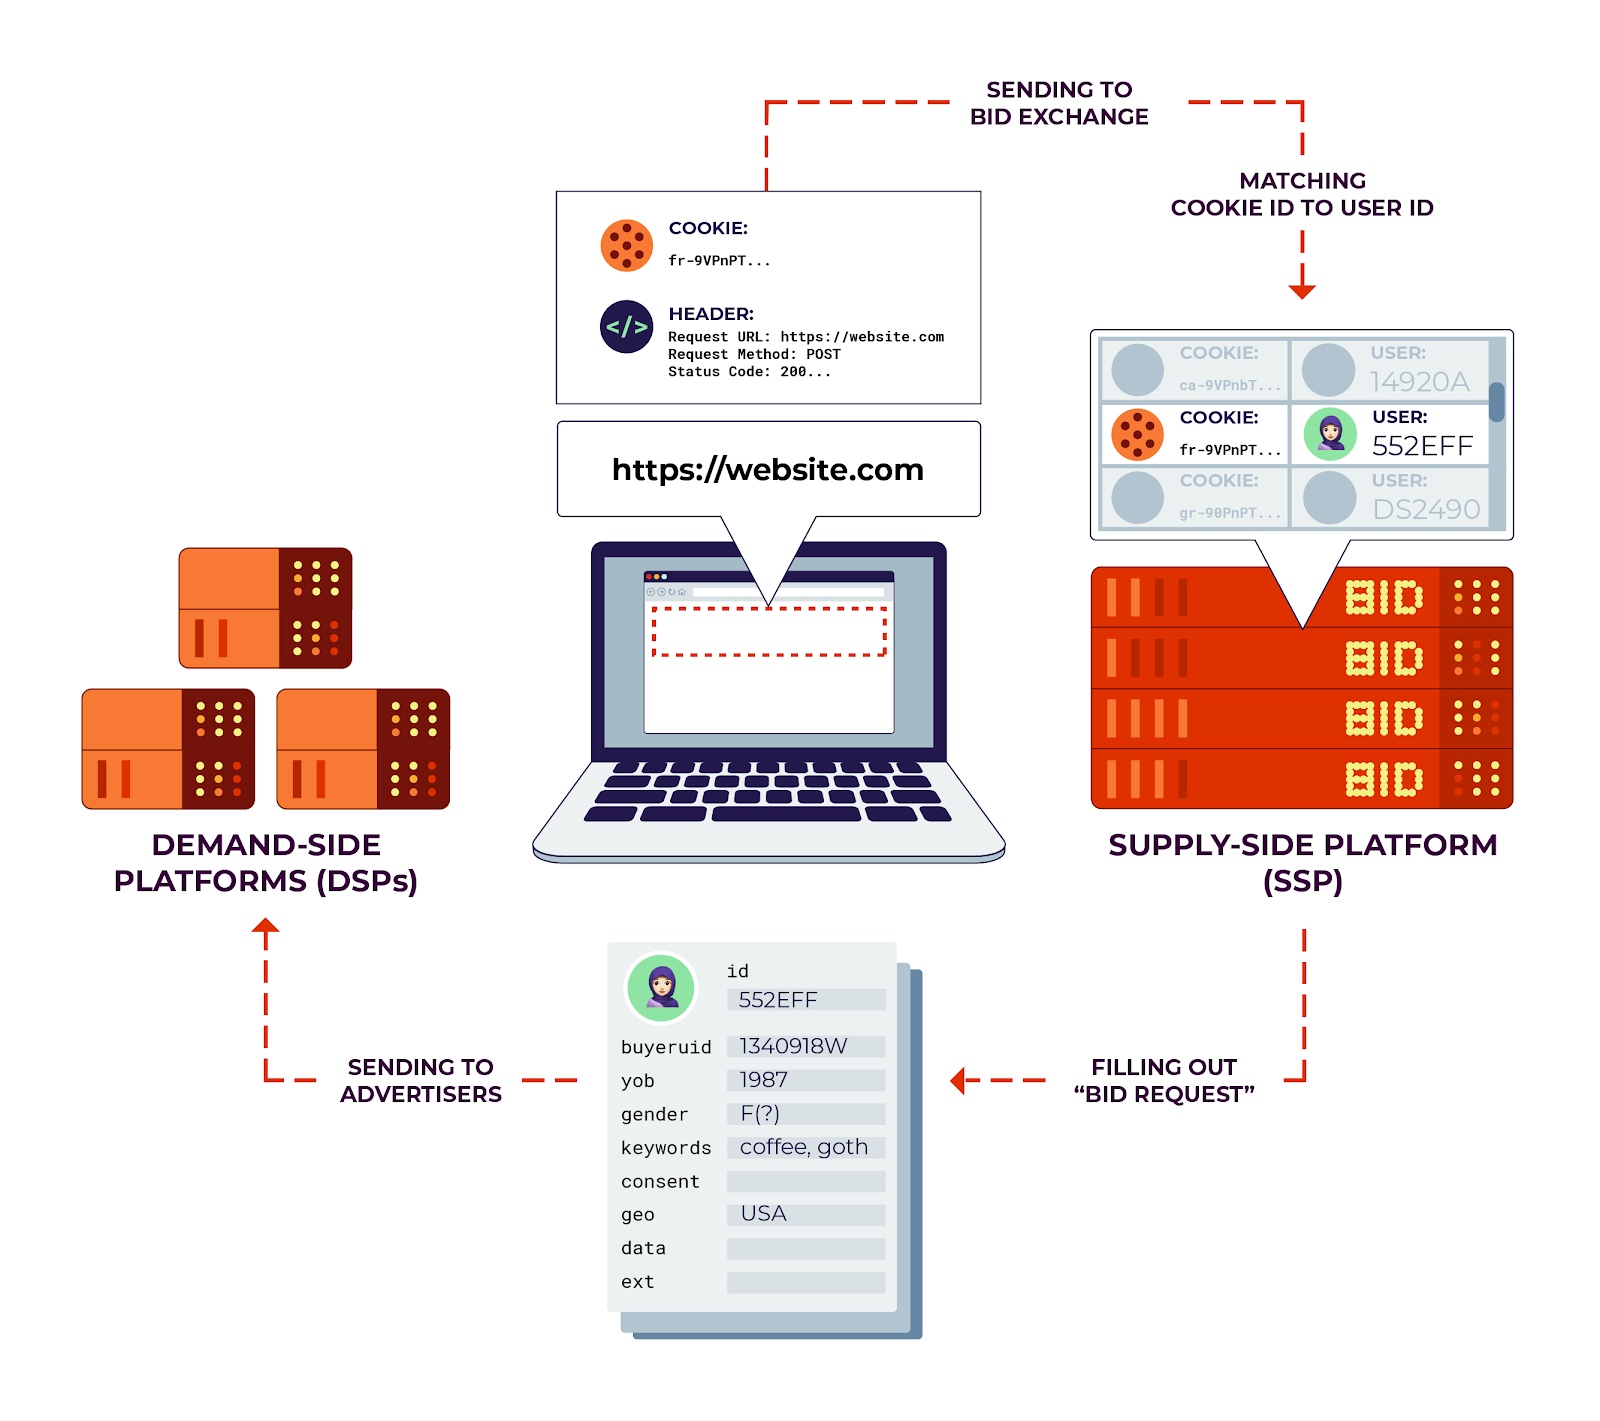 SENDING TO
BID EXCHANGE
MATCHING
COOKIE ID TO USER ID
COOKIE:
fr-9VPnPT...
</>
HEADER:
Request URL: https://website.com
Request Method: POST
Status Code: 200...
https://website.com
COOKIE:
ca-9VPnbT...
USER:
14920A
COOKIE:
fr-9VPnPT...
USER:
552EFF
COOKIE:
gr-90PnPT...
USER:
DS2490
BID
BID
BID
BID
DEMAND-SIDE
PLATFORMS (DSPs)
SUPPLY-SIDE PLATFORM
(SSP)
FILLING OUT
“BID REQUEST”
id
552EFF
buyeruid 1340918W
yob 1987
gender F(?)
keywords coffee, goth
consent
geo USA
data
ext
SENDING TO
ADVERTISERS